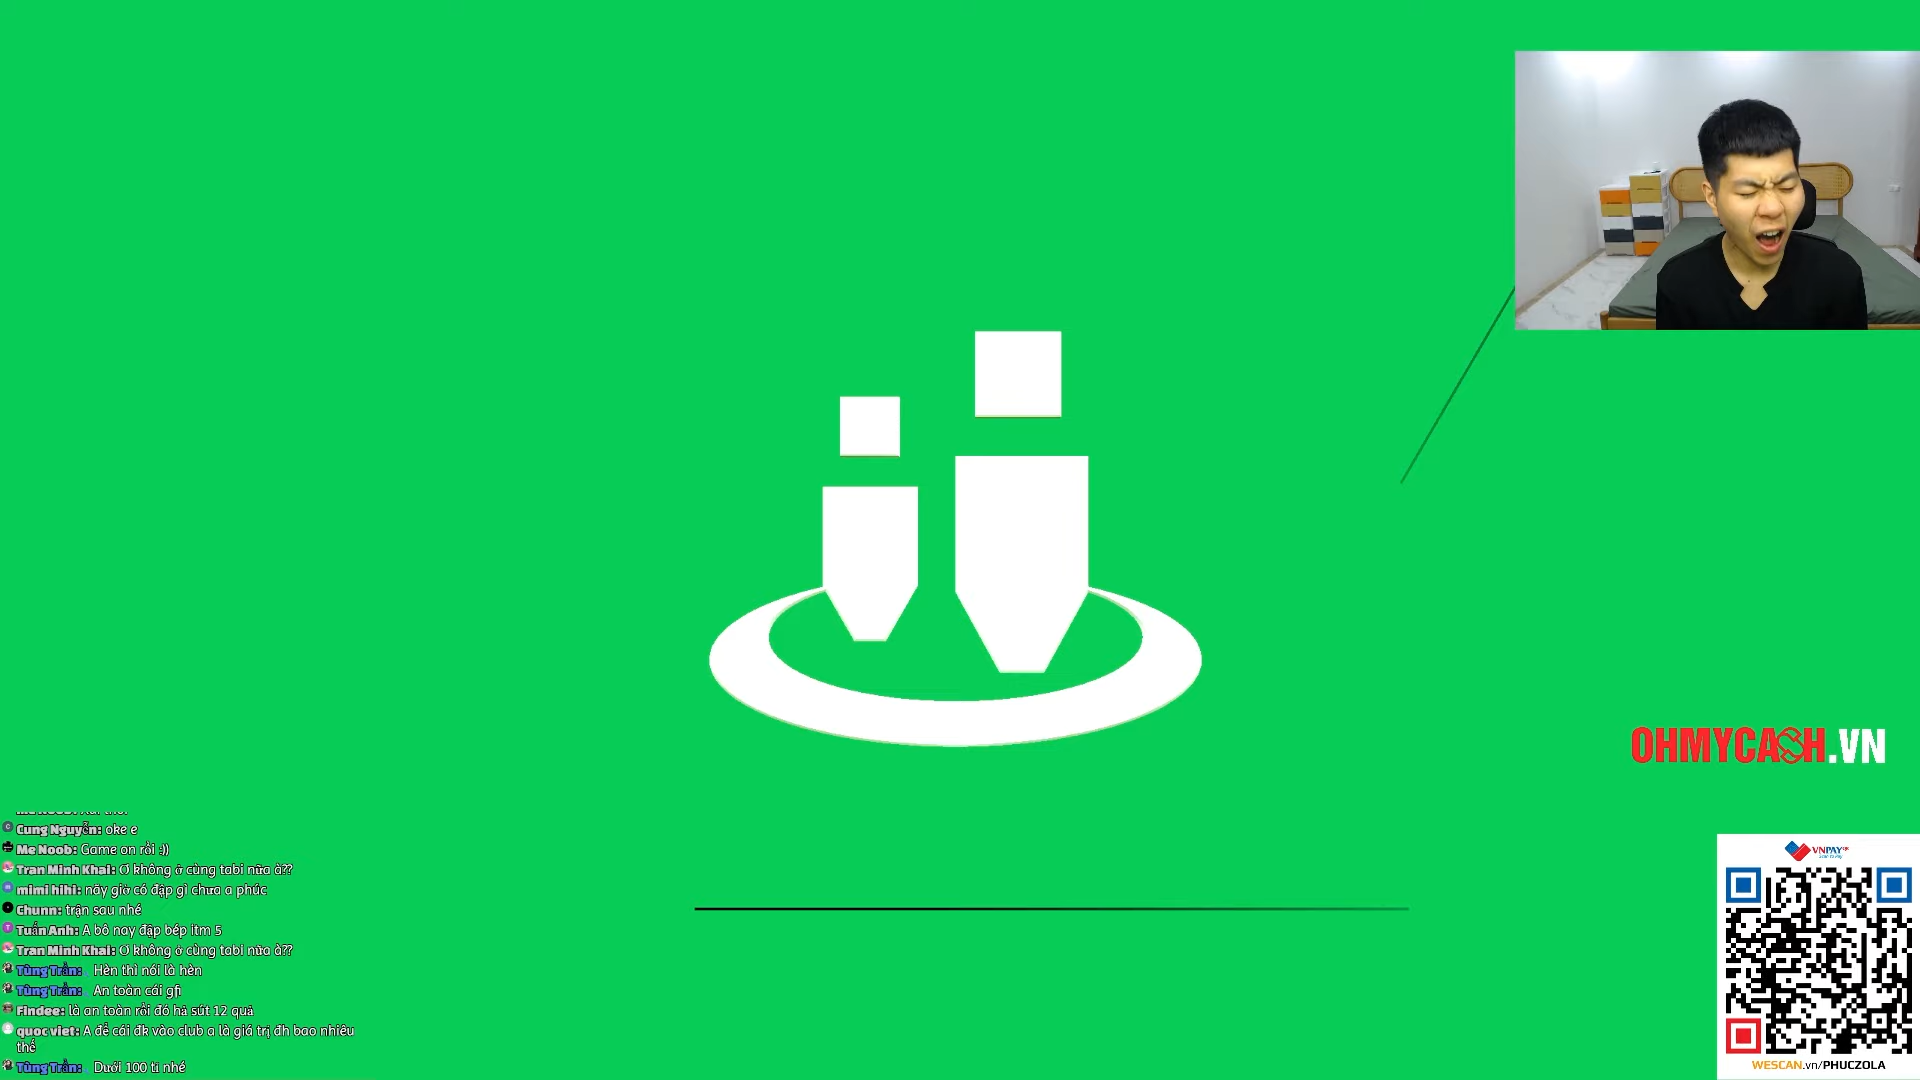 OHMYCASH.VN
Cung Nguyễn: oke e
Me Noob: Game on rồi :))
Tran Minh Khai: Ơ không ở cùng tabi nữa à??
mimi hihi: nãy giờ có đập gì chưa a phúc
Chunn: trận sau nhé
Tuấn Anh: A bô nay đập bép itm 5
Tran Minh Khai: Ơ không ở cùng tabi nữa à??
Tùng Trần: Hèn thì nói là hèn
Tùng Trần: An toàn cái gfi
Findee: là an toàn rồi đó hả sút 12 quả
quoc viet: A để cái đk vào club a là giá trị đh bao nhiêu
thế
Tùng Trần: Dưới 100 tỉ nhé
VNPAY
WESCAN.vn/PHUCZOLA